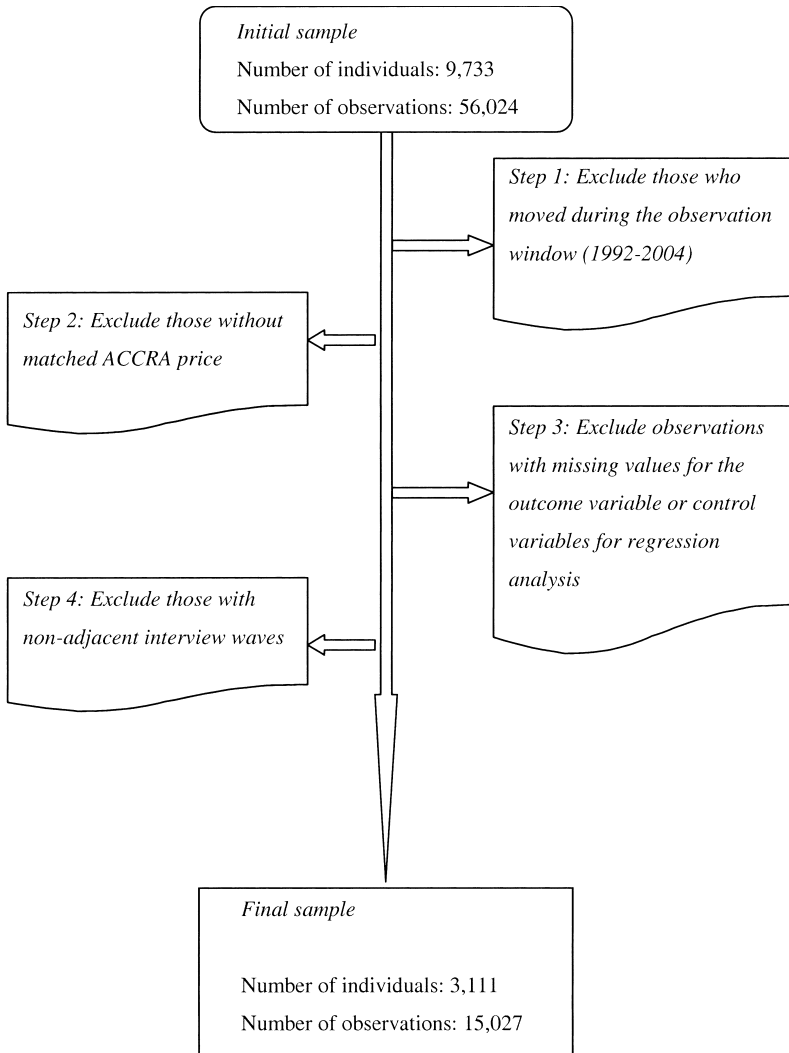 Initial sample
Number of individuals: 9,733
Number of observations: 56,024
Step 1: Exclude those who
moved during the observation
window (1992-2004)
Step 2: Exclude those without
matched ACCRA price
Step 3: Exclude observations
with missing values for the
outcome variable or control
variables for regression
analysis
Step 4: Exclude those with
non-adjacent interview waves
Final sample
Number of individuals: 3,111
Number of observations: 15,027